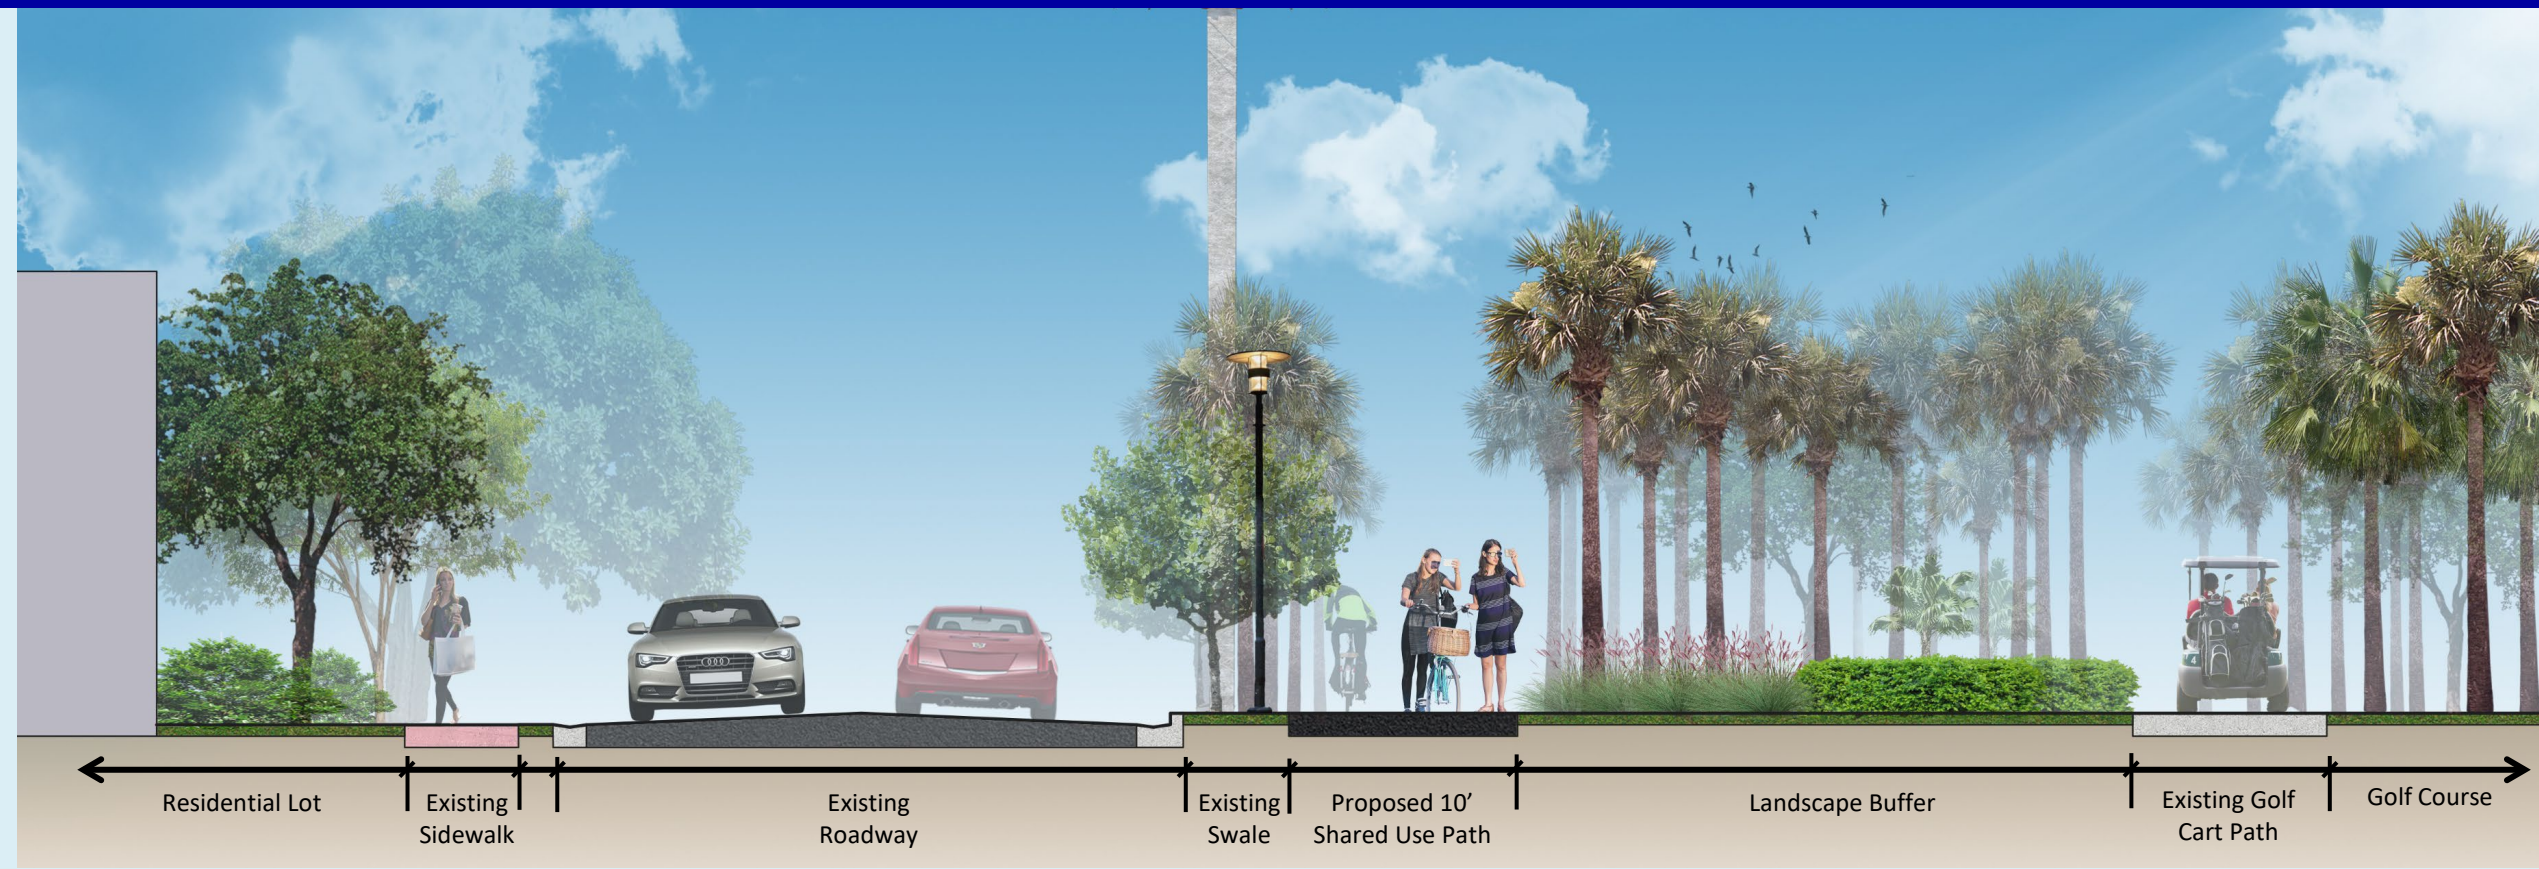 Residential Lot
Existing
Sidewalk
Existing
Roadway
Existing
Swale
Proposed 10’
Shared Use Path
Landscape Buffer
Existing Golf
Cart Path
Golf Course